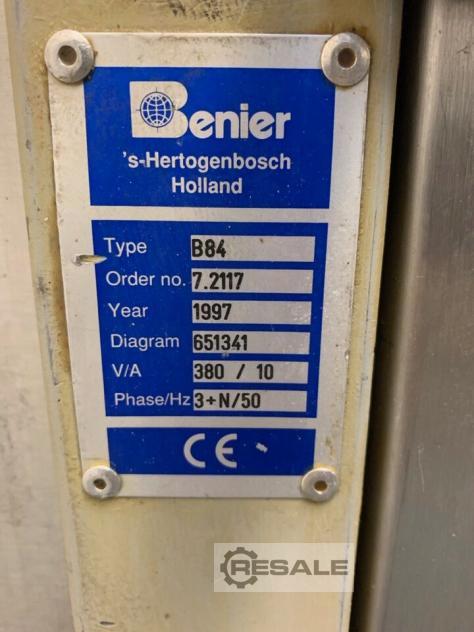 Benier
's-Hertogenbosch
Holland
Type B84
Order no. 7.2117
Year 1997
Diagram 651341
V/A 380 / 10
Phase/Hz 3+N/50
CE
RESALE